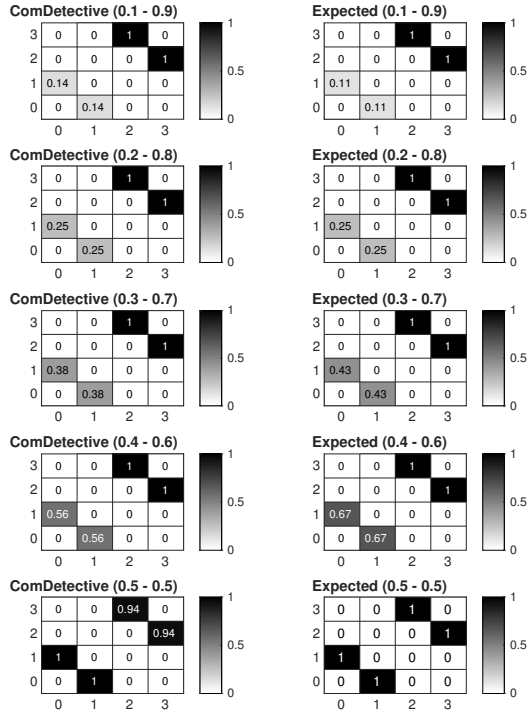 ComDetective (0.1 - 0.9) Expected (0.1 - 0.9)
3 0 0 1 0 1 3 0 0 1 0 1
2 0 0 0 1 2 0 0 0 1
0.5 0.5
1 0.14 0 0 0 1 0.11 0 0 0
0 0 0.14 0 0 0 0 0 0.11 0 0 0
0 1 2 3 0 1 2 3
ComDetective (0.2 - 0.8) Expected (0.2 - 0.8)
3 0 0 1 0 1 3 0 0 1 0 1
2 0 0 0 1 2 0 0 0 1
0.5 0.5
1 0.25 0 0 0 1 0.25 0 0 0
0 0 0.25 0 0 0 0 0 0.25 0 0 0
0 1 2 3 0 1 2 3
ComDetective (0.3 - 0.7) Expected (0.3 - 0.7)
3 0 0 1 0 1 3 0 0 1 0 1
2 0 0 0 1 2 0 0 0 1
0.5 0.5
1 0.38 0 0 0 1 0.43 0 0 0
0 0 0.38 0 0 0 0 0 0.43 0 0 0
0 1 2 3 0 1 2 3
ComDetective (0.4 - 0.6) Expected (0.4 - 0.6)
3 0 0 1 0 1 3 0 0 1 0 1
2 0 0 0 1 2 0 0 0 1
0.5 0.5
1 0.56 0 0 0 1 0.67 0 0 0
0 0 0.56 0 0 0 0 0 0.67 0 0 0
0 1 2 3 0 1 2 3
ComDetective (0.5 - 0.5) Expected (0.5 - 0.5)
3 0 0 0.94 0 1 3 0 0 1 0 1
2 0 0 0 0.94 2 0 0 0 1
0.5 0.5
1 1 0 0 0 1 1 0 0 0
0 0 1 0 0 0 0 0 1 0 0 0
0 1 2 3 0 1 2 3